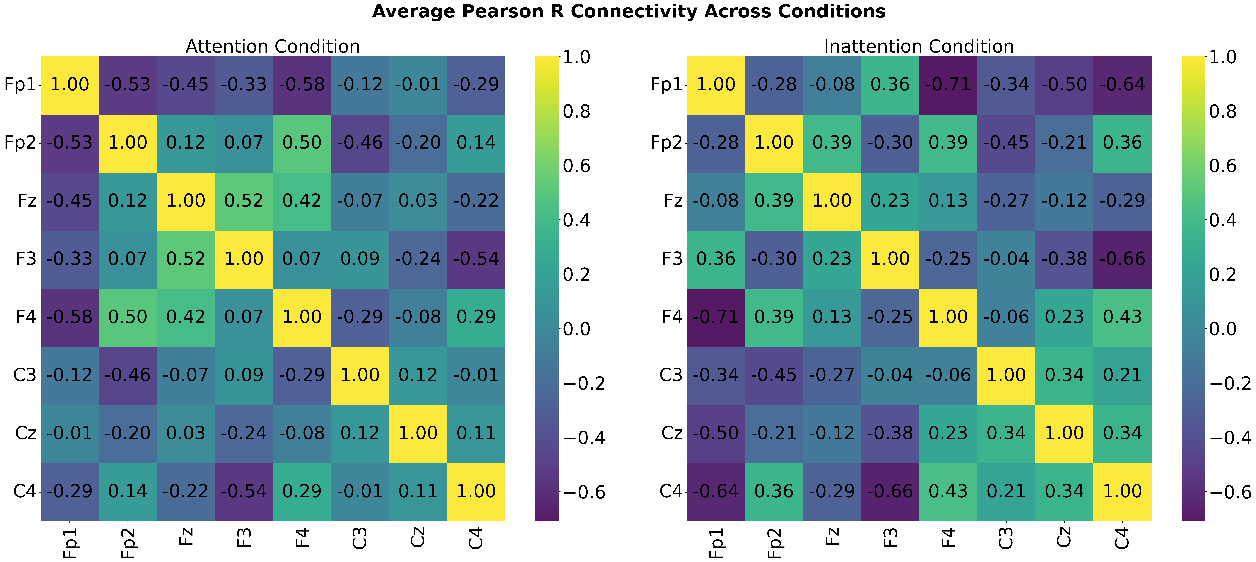 Average Pearson R Connectivity Across Conditions
Attention Condition
Fp1 1.00 -0.53 -0.45 -0.33 -0.58 -0.12 -0.01 -0.29
Fp2 -0.53 1.00 0.12 0.07 0.50 -0.46 -0.20 0.14
Fz -0.45 0.12 1.00 0.52 0.42 -0.07 0.03 -0.22
F3 -0.33 0.07 0.52 1.00 0.07 0.09 -0.24 -0.54
F4 -0.58 0.50 0.42 0.07 1.00 -0.29 -0.08 0.29
C3 -0.12 -0.46 -0.07 0.09 -0.29 1.00 0.12 -0.01
Cz -0.01 -0.20 0.03 -0.24 -0.08 0.12 1.00 0.11
C4 -0.29 0.14 -0.22 -0.54 0.29 -0.01 0.11 1.00
Fp1 Fp2 Fz F3 F4 C3 Cz C4
1.0
0.8
0.6
0.4
0.2
0.0
−0.2
−0.4
−0.6
Inattention Condition
Fp1 1.00 -0.28 -0.08 0.36 -0.71 -0.34 -0.50 -0.64
Fp2 -0.28 1.00 0.39 -0.30 0.39 -0.45 -0.21 0.36
Fz -0.08 0.39 1.00 0.23 0.13 -0.27 -0.12 -0.29
F3 0.36 -0.30 0.23 1.00 -0.25 -0.04 -0.38 -0.66
F4 -0.71 0.39 0.13 -0.25 1.00 -0.06 0.23 0.43
C3 -0.34 -0.45 -0.27 -0.04 -0.06 1.00 0.34 0.21
Cz -0.50 -0.21 -0.12 -0.38 0.23 0.34 1.00 0.34
C4 -0.64 0.36 -0.29 -0.66 0.43 0.21 0.34 1.00
Fp1 Fp2 Fz F3 F4 C3 Cz C4
1.0
0.8
0.6
0.4
0.2
0.0
−0.2
−0.4
−0.6